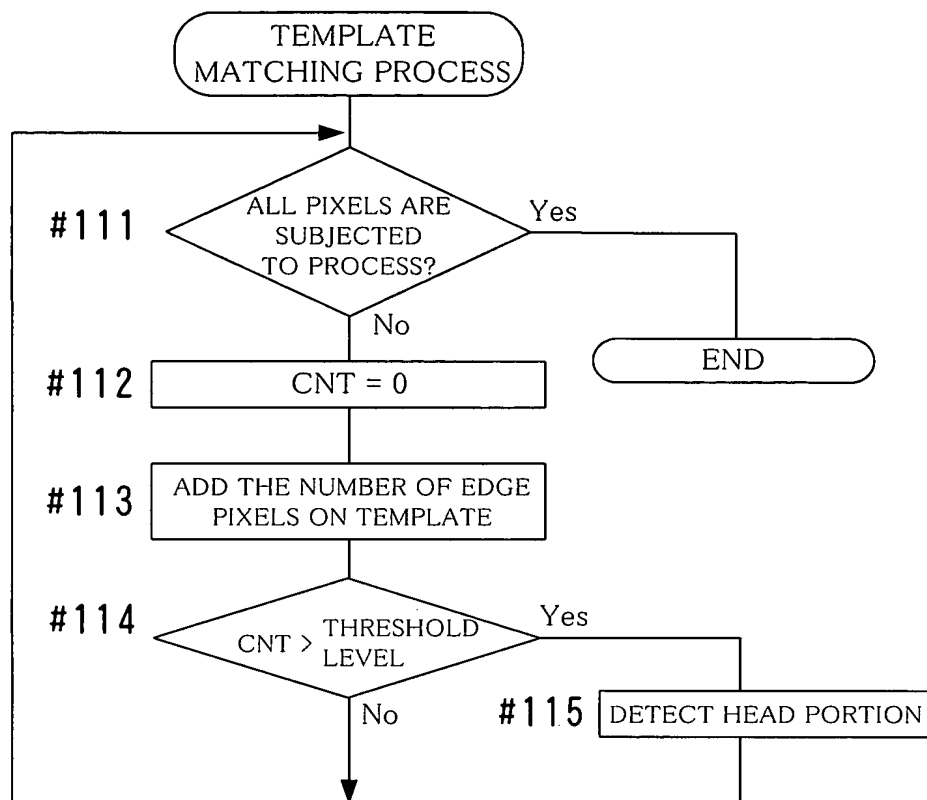 TEMPLATE
MATCHING PROCESS
#111
ALL PIXELS ARE
SUBJECTED
TO PROCESS?
Yes
No
END
#112
CNT = 0
#113
ADD THE NUMBER OF EDGE
PIXELS ON TEMPLATE
#114
CNT > THRESHOLD
LEVEL
Yes
No
#115
DETECT HEAD PORTION